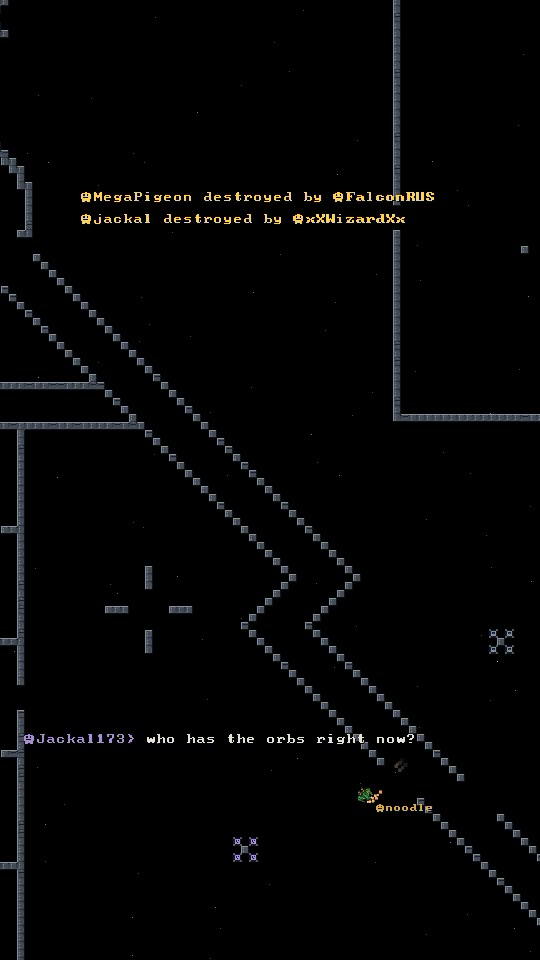 MegaPigeon destroyed by FalconRUS
jackal destroyed by xXWizardXx
Jackal173> who has the orbs right now?
noodle